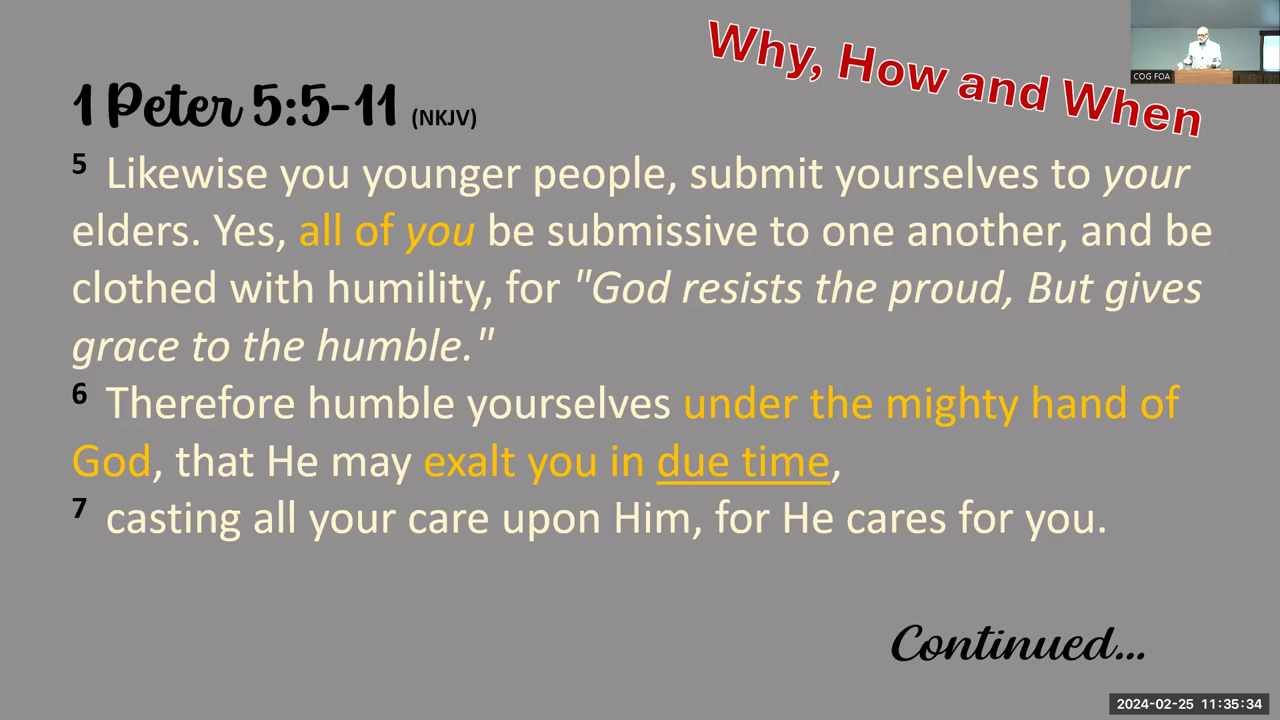 Why, How and When
COG FOA
1 Peter 5:5-11 (NKJV)
5 Likewise you younger people, submit yourselves to your
elders. Yes, all of you be submissive to one another, and be
clothed with humility, for "God resists the proud, But gives
grace to the humble."
6 Therefore humble yourselves under the mighty hand of
God, that He may exalt you in due time,
7 casting all your care upon Him, for He cares for you.
Continued...
2024-02-25 11:35:34